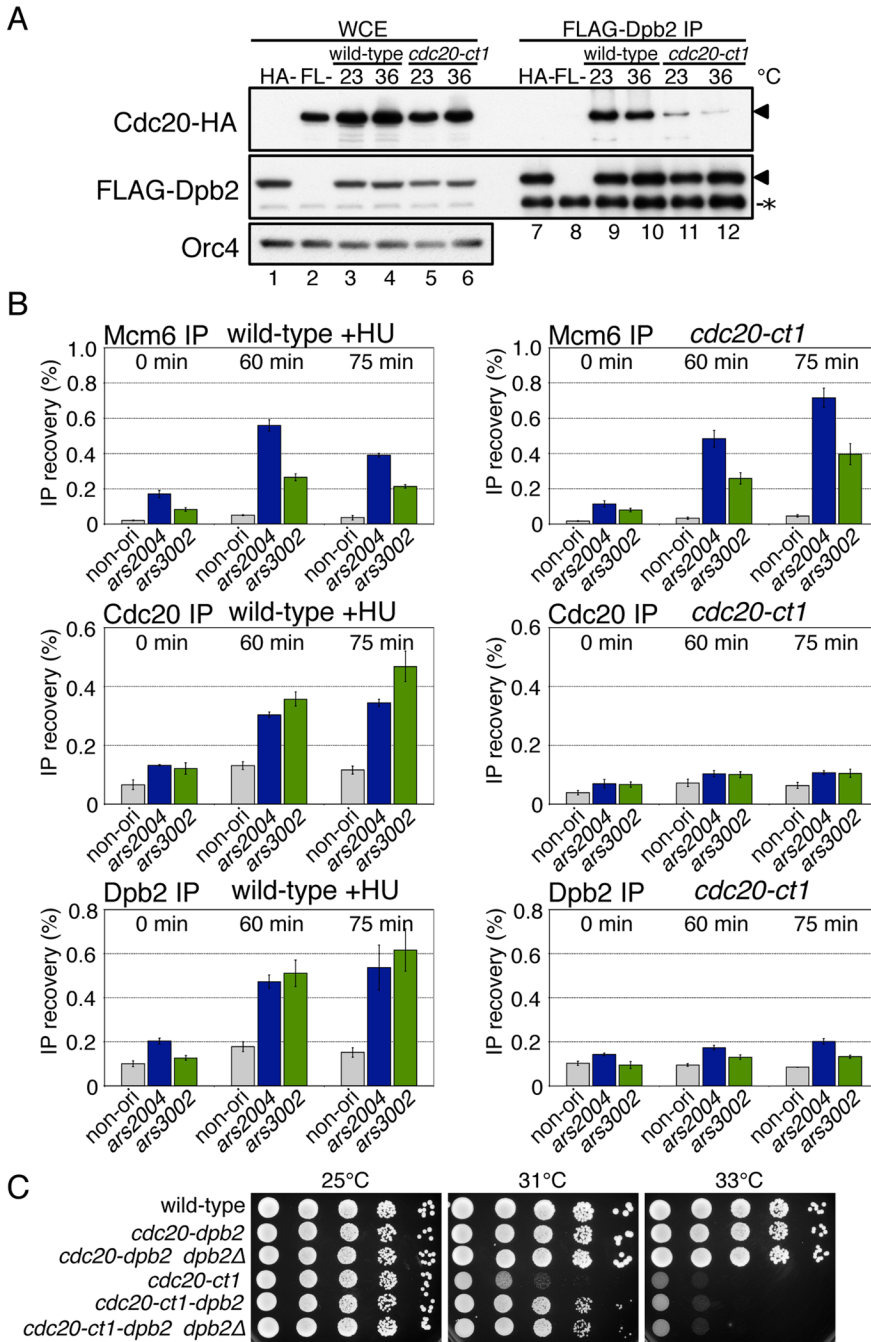 A
WCE FLAG-Dpb2 IP
wild-type cdc20-ct1 wild-type cdc20-ct1
HA- FL- 23 36 23 36 HA- FL- 23 36 23 36 °C
Cdc20-HA
FLAG-Dpb2
-*
7 8 9 10 11 12
Orc4
1 2 3 4 5 6
B
Mcm6 IP wild-type +HU
IP recovery (%)
1.0
0.8
0.6
0.4
0.2
0
0 min 60 min 75 min
non-ori ars2004 ars3002 non-ori ars2004 ars3002 non-ori ars2004 ars3002
Mcm6 IP cdc20-ct1
IP recovery (%)
1.0
0.8
0.6
0.4
0.2
0
0 min 60 min 75 min
non-ori ars2004 ars3002 non-ori ars2004 ars3002 non-ori ars2004 ars3002
Cdc20 IP wild-type +HU
IP recovery (%)
0.6
0.4
0.2
0
0 min 60 min 75 min
non-ori ars2004 ars3002 non-ori ars2004 ars3002 non-ori ars2004 ars3002
Cdc20 IP cdc20-ct1
IP recovery (%)
0.6
0.4
0.2
0
0 min 60 min 75 min
non-ori ars2004 ars3002 non-ori ars2004 ars3002 non-ori ars2004 ars3002
Dpb2 IP wild-type +HU
IP recovery (%)
0.8
0.6
0.4
0.2
0
0 min 60 min 75 min
non-ori ars2004 ars3002 non-ori ars2004 ars3002 non-ori ars2004 ars3002
Dpb2 IP cdc20-ct1
IP recovery (%)
0.8
0.6
0.4
0.2
0
0 min 60 min 75 min
non-ori ars2004 ars3002 non-ori ars2004 ars3002 non-ori ars2004 ars3002
C
25°C 31°C 33°C
wild-type
cdc20-dpb2
cdc20-dpb2 dpb2Δ
cdc20-ct1
cdc20-ct1-dpb2
cdc20-ct1-dpb2 dpb2Δ